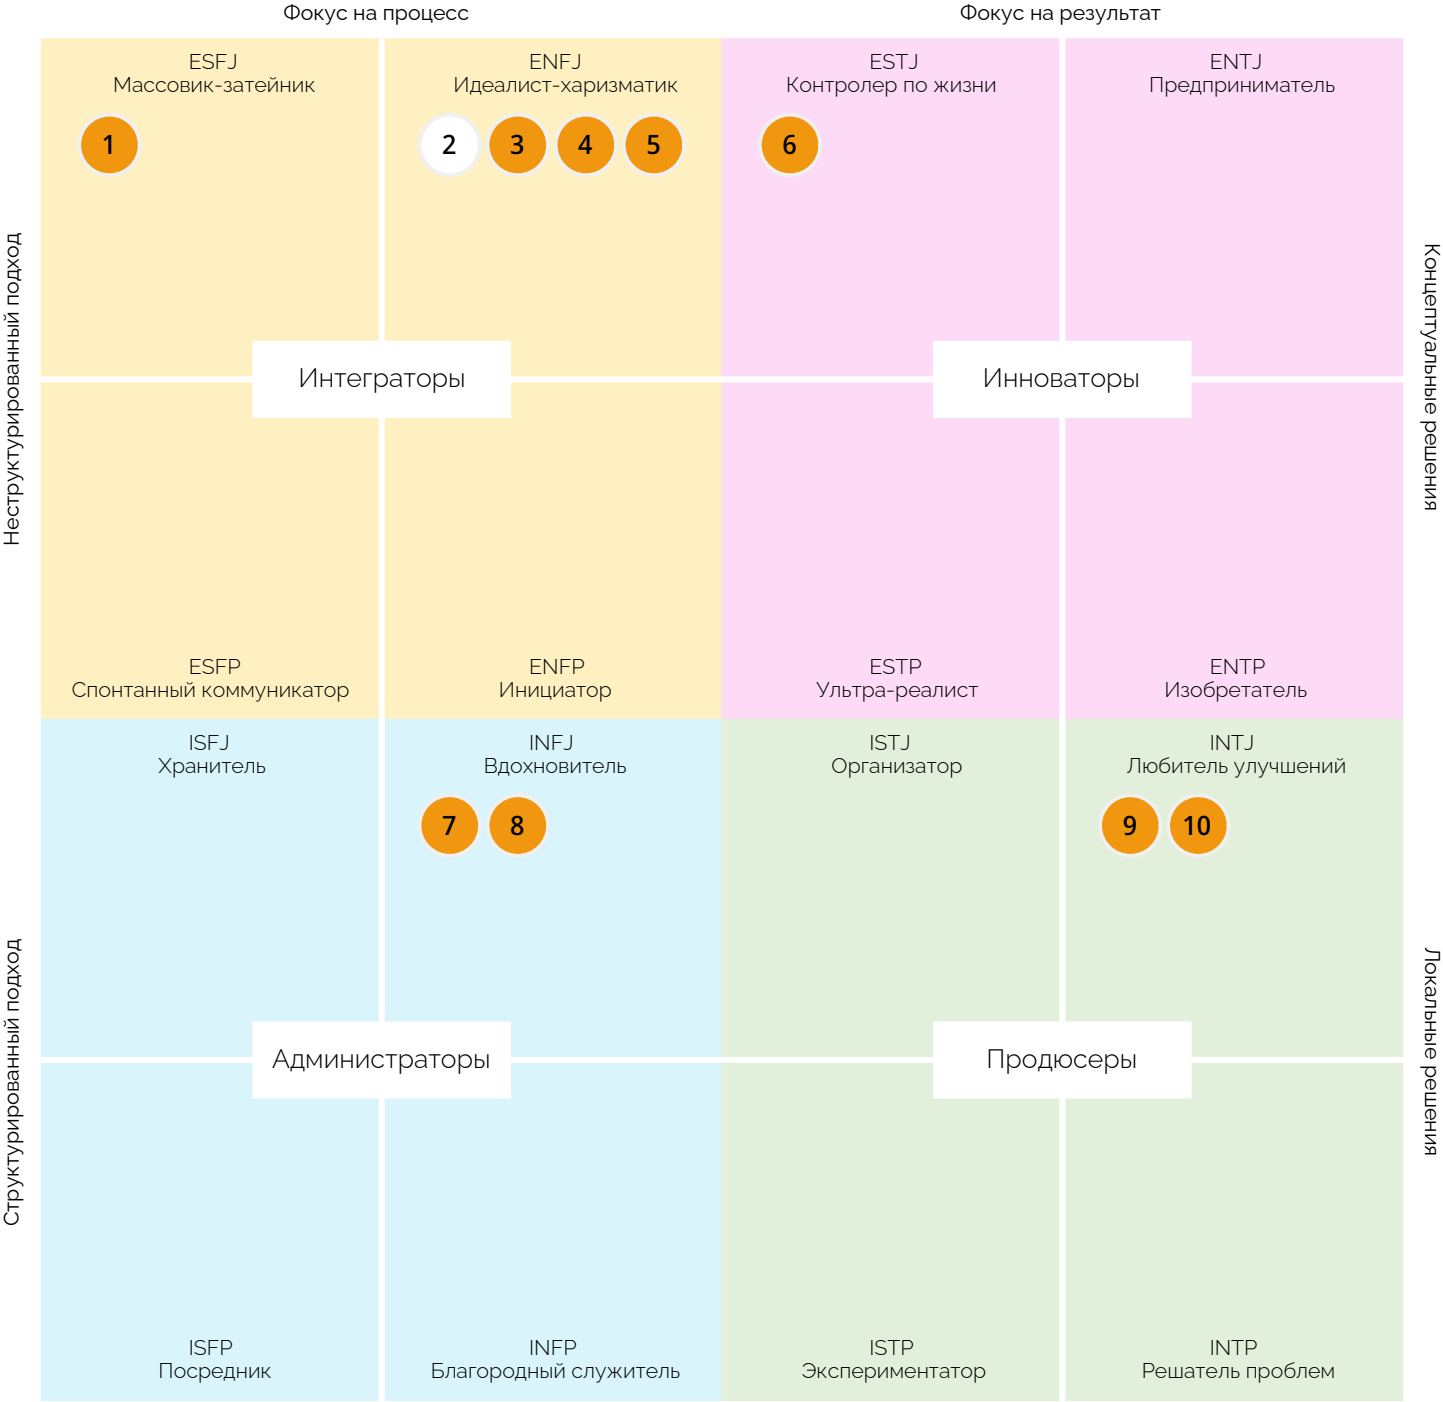 Фокус на процесс
Фокус на результат
ESFJ
Массовик-затейник
ENFJ
Идеалист-харизматик
ESTJ
Контролер по жизни
ENTJ
Предприниматель
1
2
3
4
5
6
Неструктурированный подход
Концептуальные решения
Интеграторы
Инноваторы
ESFP
Спонтанный коммуникатор
ENFP
Инициатор
ESTP
Ультра-реалист
ENTP
Изобретатель
ISFJ
Хранитель
INFJ
Вдохновитель
ISTJ
Организатор
INTJ
Любитель улучшений
7
8
9
10
Структурированный подход
Локальные решения
Администраторы
Продюсеры
ISFP
Посредник
INFP
Благородный служитель
ISTP
Экспериментатор
INTP
Решатель проблем